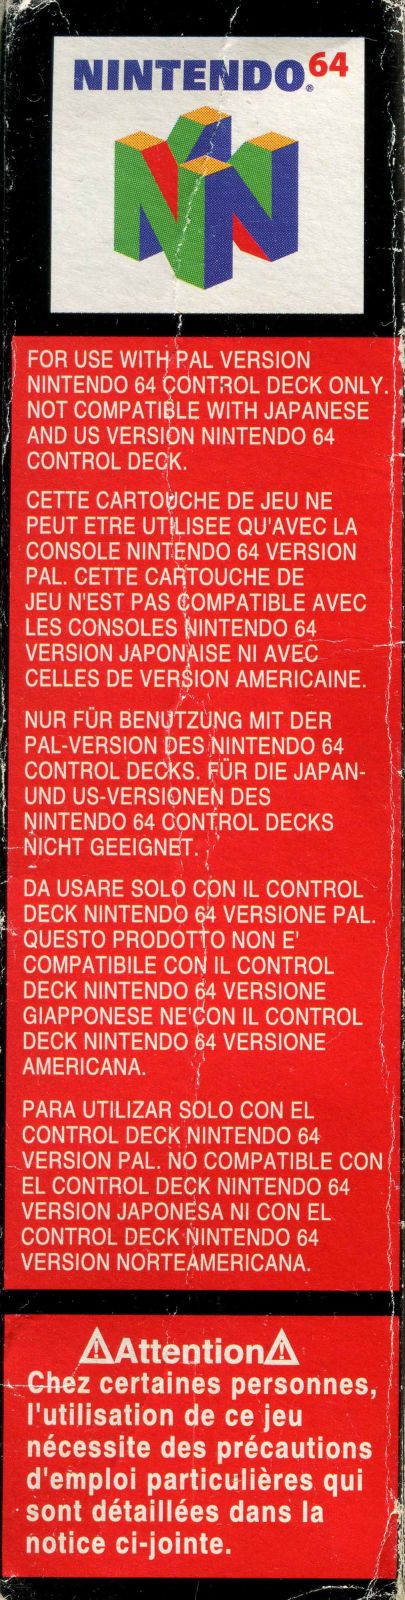 NINTENDO®64
FOR USE WITH PAL VERSION
NINTENDO 64 CONTROL DECK ONLY.
NOT COMPATIBLE WITH JAPANESE
AND US VERSION NINTENDO 64
CONTROL DECK.
CETTE CARTOUCHE DE JEU NE
PEUT ETRE UTILISEE QU'AVEC LA
CONSOLE NINTENDO 64 VERSION
PAL. CETTE CARTOUCHE DE
JEU N'EST PAS COMPATIBLE AVEC
LES CONSOLES NINTENDO 64
VERSION JAPONAISE NI AVEC
CELLES DE VERSION AMERICAINE.
NUR FÜR BENUTZUNG MIT DER
PAL-VERSION DES NINTENDO 64
CONTROL DECKS. FÜR DIE JAPAN-
UND US-VERSIONEN DES
NINTENDO 64 CONTROL DECKS
NICHT GEEIGNET.
DA USARE SOLO CON IL CONTROL
DECK NINTENDO 64 VERSIONE PAL.
QUESTO PRODOTTO NON E'
COMPATIBILE CON IL CONTROL
DECK NINTENDO 64 VERSIONE
GIAPPONESE NE'CON IL CONTROL
DECK NINTENDO 64 VERSIONE
AMERICANA.
PARA UTILIZAR SOLO CON EL
CONTROL DECK NINTENDO 64
VERSION PAL. NO COMPATIBLE CON
EL CONTROL DECK NINTENDO 64
VERSION JAPONESA NI CON EL
CONTROL DECK NINTENDO 64
VERSION NORTEAMERICANA.
⚠Attention⚠
Chez certaines personnes,
l'utilisation de ce jeu
nécessite des précautions
d'emploi particulières qui
sont détaillées dans la
notice ci-jointe.